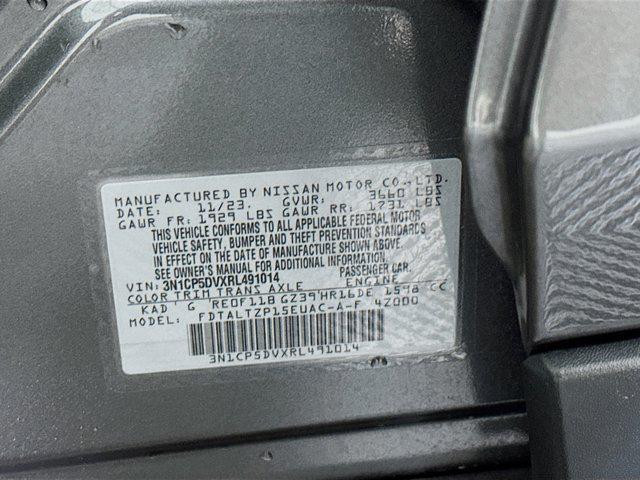 MANUFACTURED BY NISSAN MOTOR CO., LTD.
DATE: 11/23. GVWR: 3660 LBS
GAWR FR: 1929 LBS GAWR RR: 1731 LBS
THIS VEHICLE CONFORMS TO ALL APPLICABLE FEDERAL MOTOR
VEHICLE SAFETY, BUMPER AND THEFT PREVENTION STANDARDS
IN EFFECT ON THE DATE OF MANUFACTURE SHOWN ABOVE.
SEE OWNER'S MANUAL FOR ADDITIONAL INFORMATION.
VIN: 3N1CP5DVXRL491014 PASSENGER CAR.
COLOR TRIM TRANS AXLE ENGINE
KAD G RE0F11B GZ39 HR16DE 1598 CC
MODEL: FDTALTZP15EUAC-A-F 4Z000
3N1CP5DVXRL491014